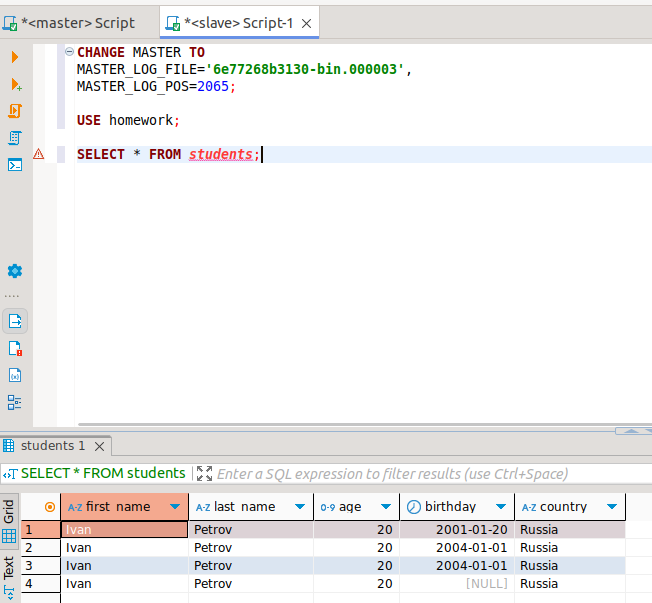 *<master> Script
*<slave> Script-1
CHANGE MASTER TO
MASTER_LOG_FILE='6e77268b3130-bin.000003',
MASTER_LOG_POS=2065;
USE homework;
SELECT * FROM students;
students 1
SELECT * FROM students
Enter a SQL expression to filter results (use Ctrl+Space)
Grid
Text
A-Z first_name A-Z last_name 0-9 age birthday A-Z country
1 Ivan Petrov 20 2001-01-20 Russia
2 Ivan Petrov 20 2004-01-01 Russia
3 Ivan Petrov 20 2004-01-01 Russia
4 Ivan Petrov 20 [NULL] Russia